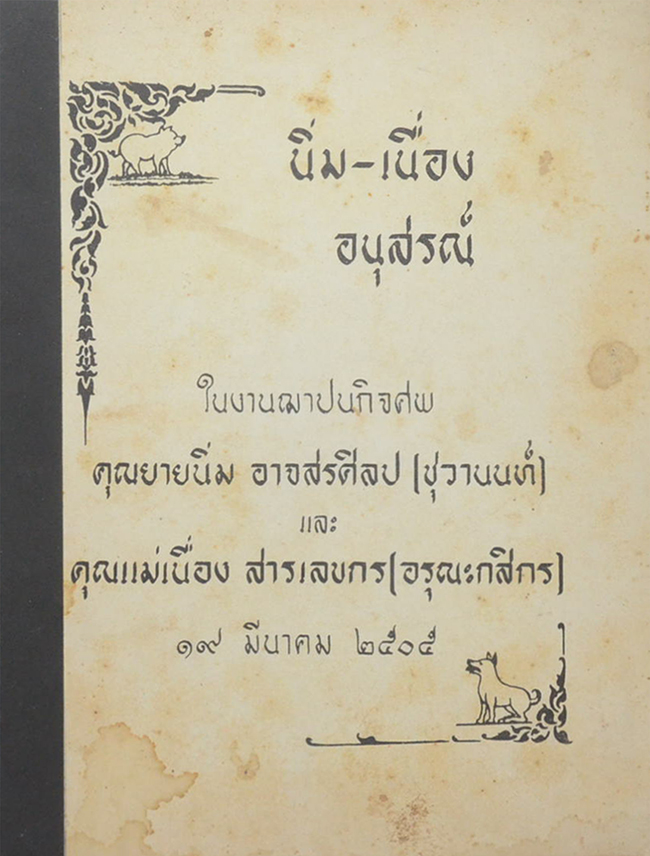 นิ่ม-เนื่อง
อนุสรณ์
ในงานฌาปนกิจศพ
คุณยายนิ่ม อาจสรศิลป (ชุวานนท์)
และ
คุณแม่เนื่อง สารเลขกร(อรุณะกสิกร)
๑๙ มีนาคม ๒๕๐๕